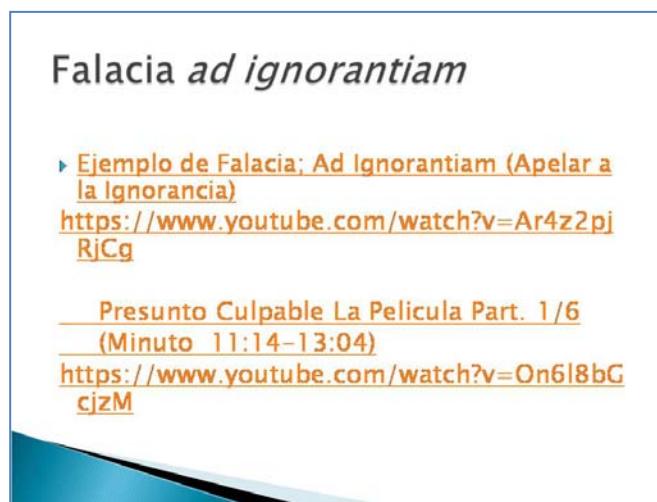 Falacia ad ignorantiam
Ejemplo de Falacia; Ad Ignorantiam (Apelar a
la Ignorancia)
https://www.youtube.com/watch?v=Ar4z2pj
RjCg
Presunto Culpable La Pelicula Part. 1/6
(Minuto 11:14-13:04)
https://www.youtube.com/watch?v=On6l8bG
cjzM